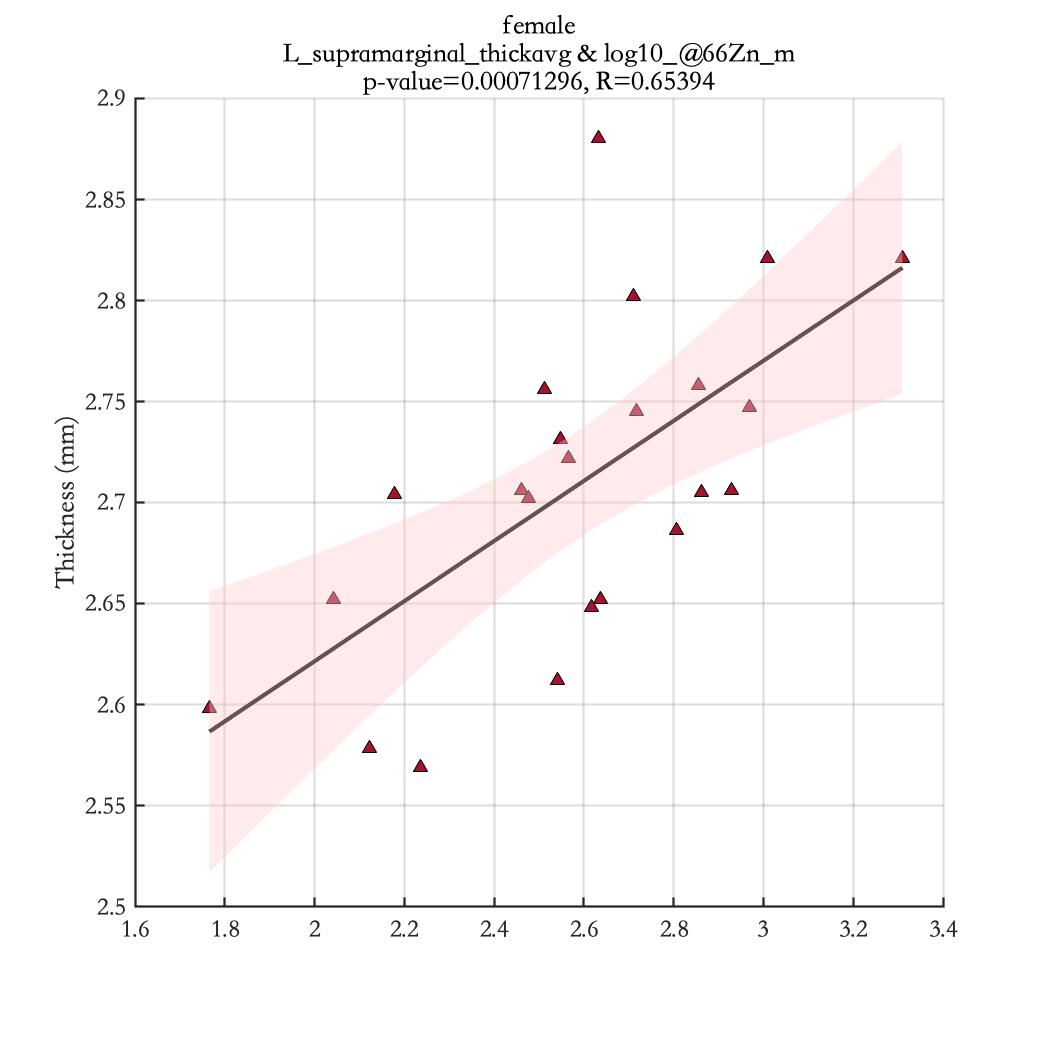 female
L_supramarginal_thickavg & log10_@66Zn_m
p-value=0.00071296, R=0.65394
2.9
2.85
2.8
2.75
2.7
2.65
2.6
2.55
2.5
Thickness (mm)
1.6 1.8 2 2.2 2.4 2.6 2.8 3 3.2 3.4